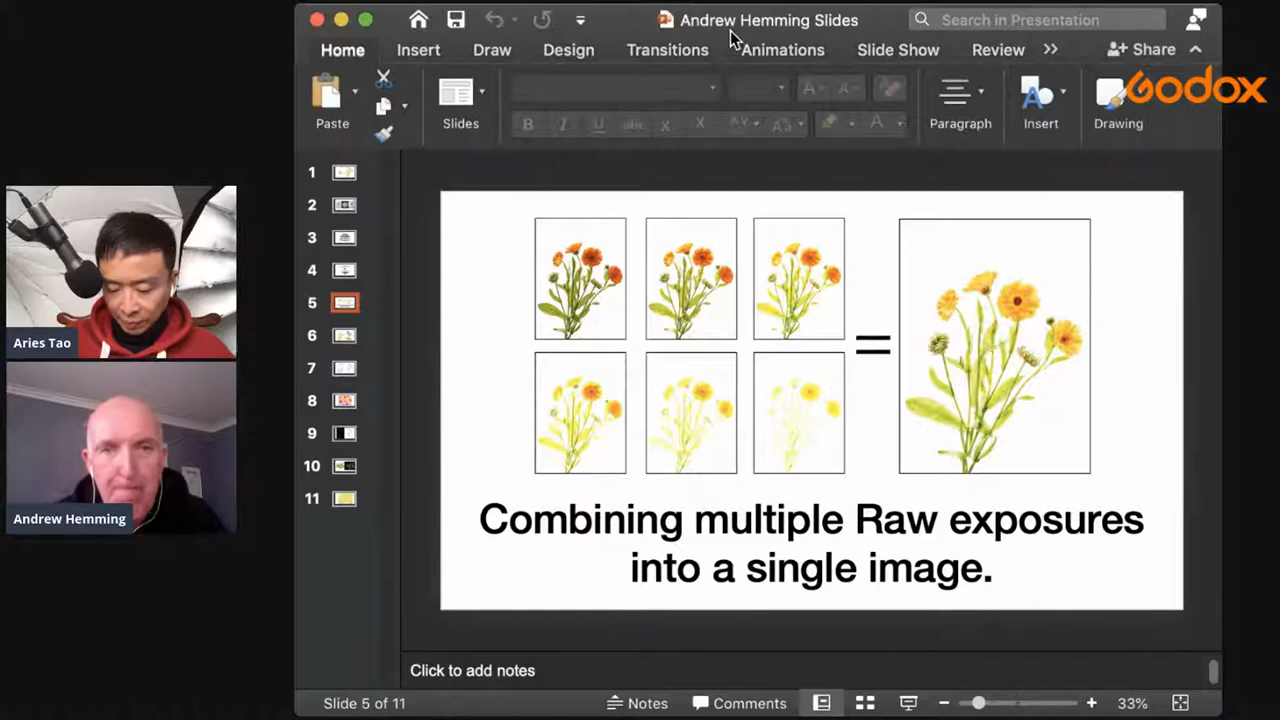 Andrew Hemming Slides
Search in Presentation
Home Insert Draw Design Transitions Animations Slide Show Review Share
Godox
Paste
Slides
Paragraph
Insert
Drawing
1
2
3
4
5
6
7
8
9
10
11
Aries Tao
Andrew Hemming
=
Combining multiple Raw exposures
into a single image.
Click to add notes
Slide 5 of 11 Notes Comments 33%